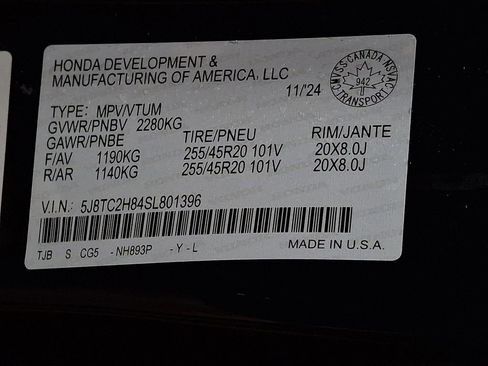 HONDA DEVELOPMENT &
MANUFACTURING OF AMERICA, LLC
11/'24
CMVSS-CANADA-NSVAC
942
TRANSPORT
TYPE: MPV/VTUM
GVWR/PNBV 2280KG
GAWR/PNBE TIRE/PNEU RIM/JANTE
F/AV 1190KG 255/45R20 101V 20X8.0J
R/AR 1140KG 255/45R20 101V 20X8.0J
V.I.N.: 5J8TC2H84SL801396
TJB S CG5 -NH893P -Y-L
MADE IN U.S.A.